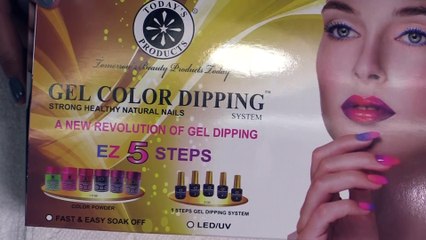 TODAY'S
PRODUCTS
®
Tomorrow's Beauty Products Today
GEL COLOR DIPPING™
STRONG HEALTHY NATURAL NAILS
SYSTEM
A NEW REVOLUTION OF GEL DIPPING
EZ 5 STEPS
COLOR POWDER
5 STEPS GEL DIPPING SYSTEM
FAST & EASY SOAK OFF
LED/UV